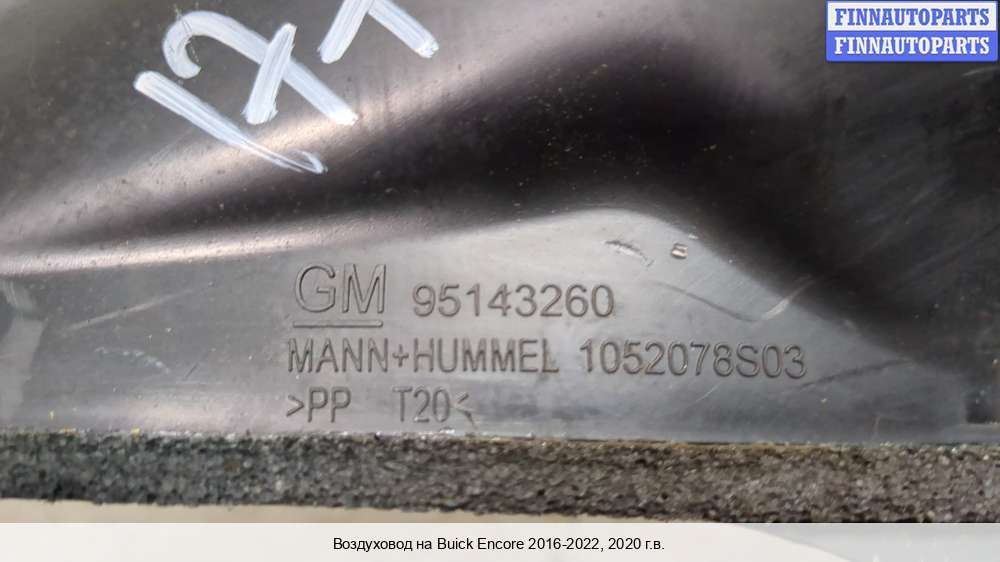 FINNAUTOPARTS
FINNAUTOPARTS
GM 95143260
MANN+HUMMEL 1052078S03
>PP T20<
Воздуховод на Buick Encore 2016-2022, 2020 г.в.